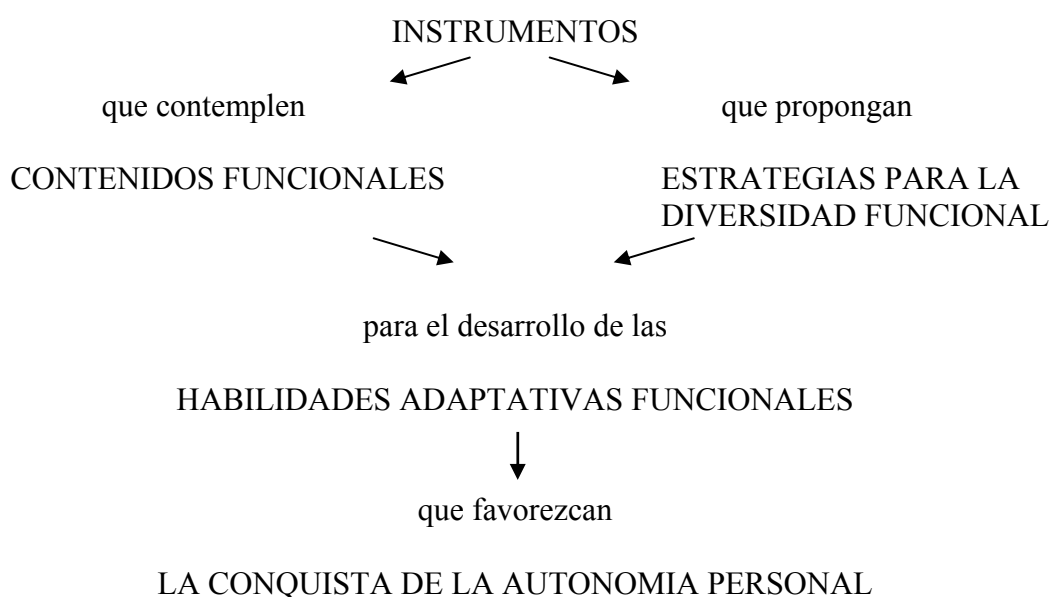 INSTRUMENTOS
que contemplen
que propongan
CONTENIDOS FUNCIONALES
ESTRATEGIAS PARA LA
DIVERSIDAD FUNCIONAL
para el desarrollo de las
HABILIDADES ADAPTATIVAS FUNCIONALES
que favorezcan
LA CONQUISTA DE LA AUTONOMIA PERSONAL